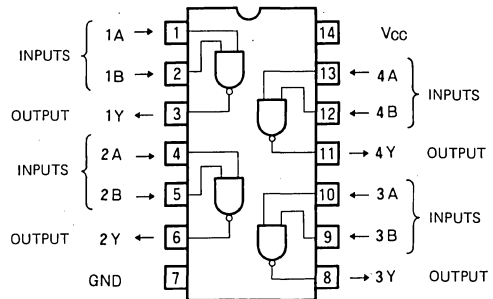 1A 1 14 Vcc
INPUTS
1B 2 13 4A
INPUTS
OUTPUT 1Y 3 12 4B
2A 4 11 4Y OUTPUT
INPUTS
2B 5 10 3A
INPUTS
OUTPUT 2Y 6 9 3B
GND 7 8 3Y OUTPUT